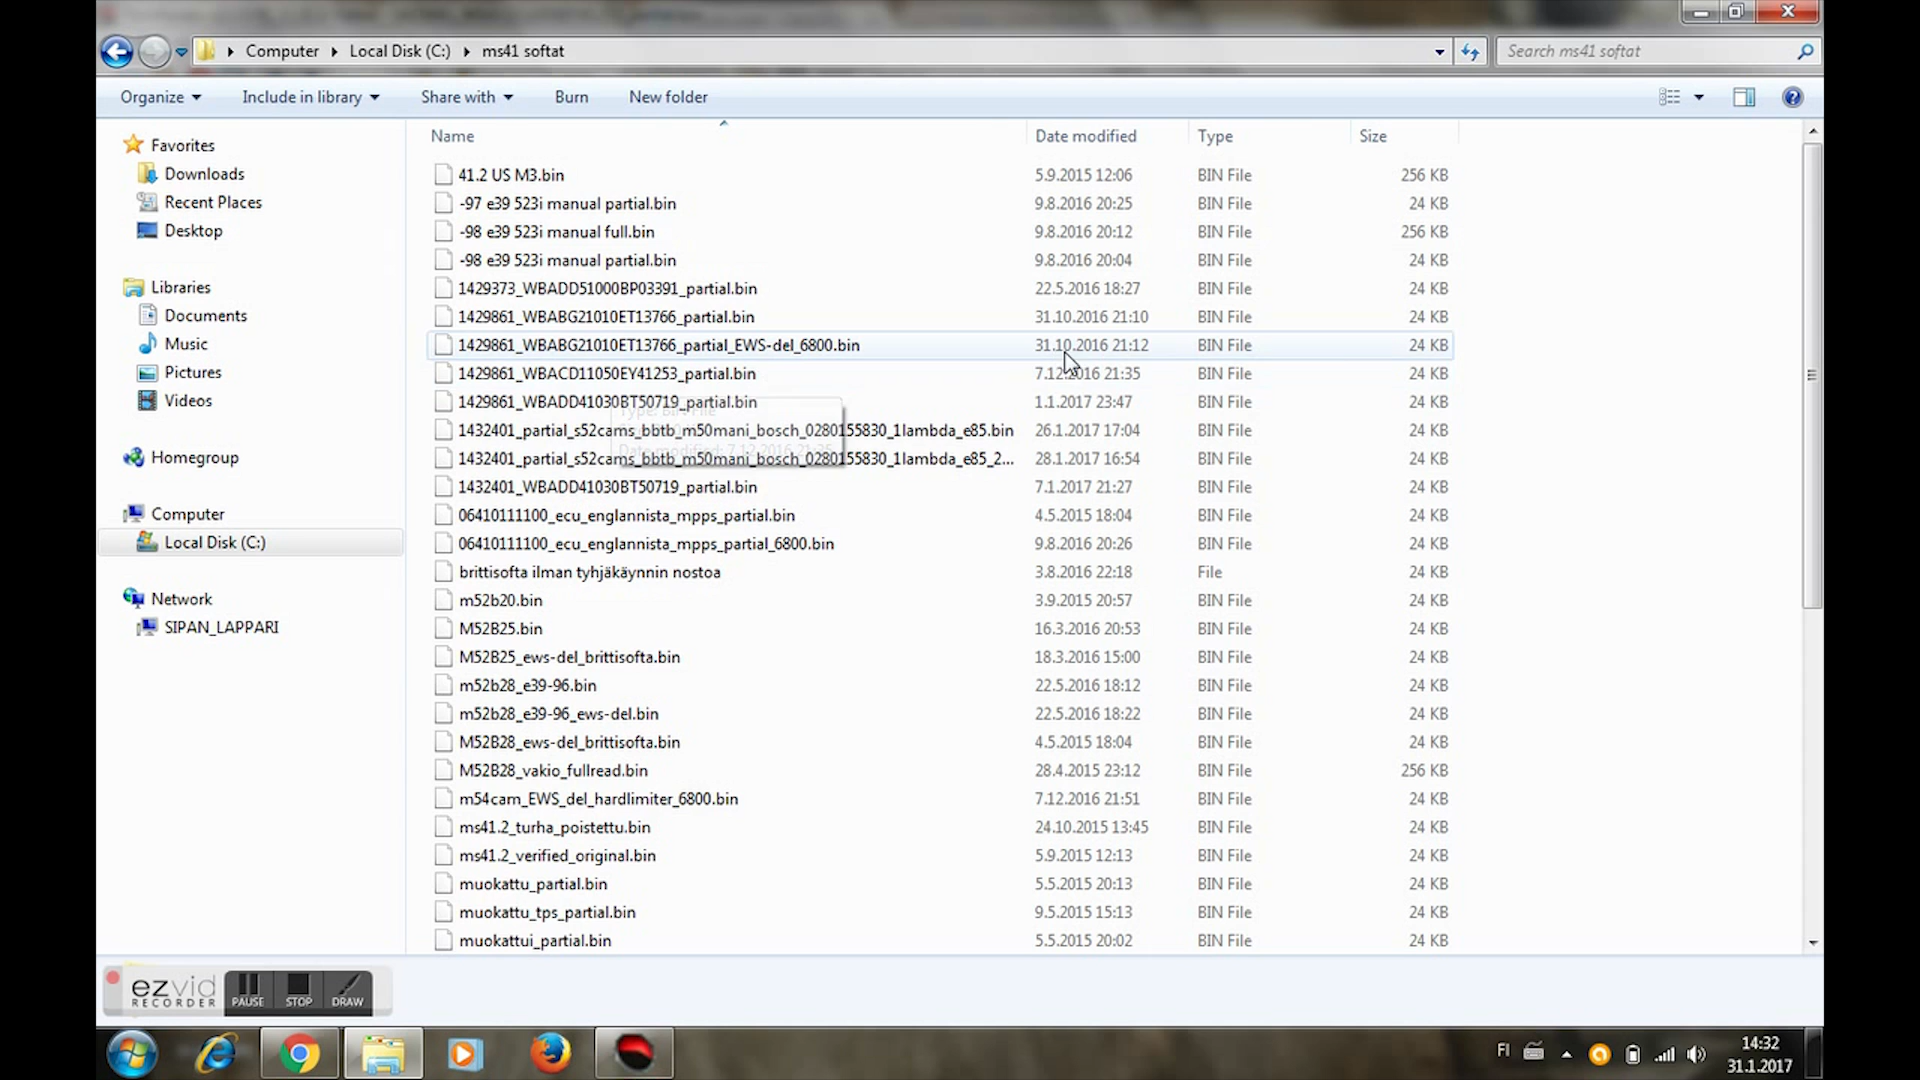 Computer Local Disk (C:) ms41 softat
Search ms41 softat
Organize Include in library Share with Burn New folder
Name Date modified Type Size
Favorites
Downloads
Recent Places
Desktop
Libraries
Documents
Music
Pictures
Videos
Homegroup
Computer
Local Disk (C:)
Network
SIPAN_LAPPARI
41.2 US M3.bin 5.9.2015 12:06 BIN File 256 KB
-97 e39 523i manual partial.bin 9.8.2016 20:25 BIN File 24 KB
-98 e39 523i manual full.bin 9.8.2016 20:12 BIN File 256 KB
-98 e39 523i manual partial.bin 9.8.2016 20:04 BIN File 24 KB
1429373_WBADD51000BP03391_partial.bin 22.5.2016 18:27 BIN File 24 KB
1429861_WBABG21010ET13766_partial.bin 31.10.2016 21:10 BIN File 24 KB
1429861_WBABG21010ET13766_partial_EWS-del_6800.bin 31.10.2016 21:12 BIN File 24 KB
1429861_WBACD11050EY41253_partial.bin 7.12.2016 21:35 BIN File 24 KB
1429861_WBADD41030BT50719_partial.bin 1.1.2017 23:47 BIN File 24 KB
Type: BIN File
1432401_partial_s52cams_bbtb_m50mani_bosch_0280155830_1lambda_e85.bin 26.1.2017 17:04 BIN File 24 KB
Date modified: 7.12.2016 21:35
1432401_partial_s52cams_bbtb_m50mani_bosch_0280155830_1lambda_e85_2... 28.1.2017 16:54 BIN File 24 KB
1432401_WBADD41030BT50719_partial.bin 7.1.2017 21:27 BIN File 24 KB
06410111100_ecu_englannista_mpps_partial.bin 4.5.2015 18:04 BIN File 24 KB
06410111100_ecu_englannista_mpps_partial_6800.bin 9.8.2016 20:26 BIN File 24 KB
brittisofta ilman tyhjäkäynnin nostoa 3.8.2016 22:18 File 24 KB
m52b20.bin 3.9.2015 20:57 BIN File 24 KB
M52B25.bin 16.3.2016 20:53 BIN File 24 KB
M52B25_ews-del_brittisofta.bin 18.3.2016 15:00 BIN File 24 KB
m52b28_e39-96.bin 22.5.2016 18:12 BIN File 24 KB
m52b28_e39-96_ews-del.bin 22.5.2016 18:22 BIN File 24 KB
M52B28_ews-del_brittisofta.bin 4.5.2015 18:04 BIN File 24 KB
M52B28_vakio_fullread.bin 28.4.2015 23:12 BIN File 256 KB
m54cam_EWS_del_hardlimiter_6800.bin 7.12.2016 21:51 BIN File 24 KB
ms41.2_turha_poistettu.bin 24.10.2015 13:45 BIN File 24 KB
ms41.2_verified_original.bin 5.9.2015 12:13 BIN File 24 KB
muokattu_partial.bin 5.5.2015 20:13 BIN File 24 KB
muokattu_tps_partial.bin 9.5.2015 15:13 BIN File 24 KB
muokattui_partial.bin 5.5.2015 20:02 BIN File 24 KB
ezvid
RECORDER PAUSE STOP DRAW
FI
14:32
31.1.2017